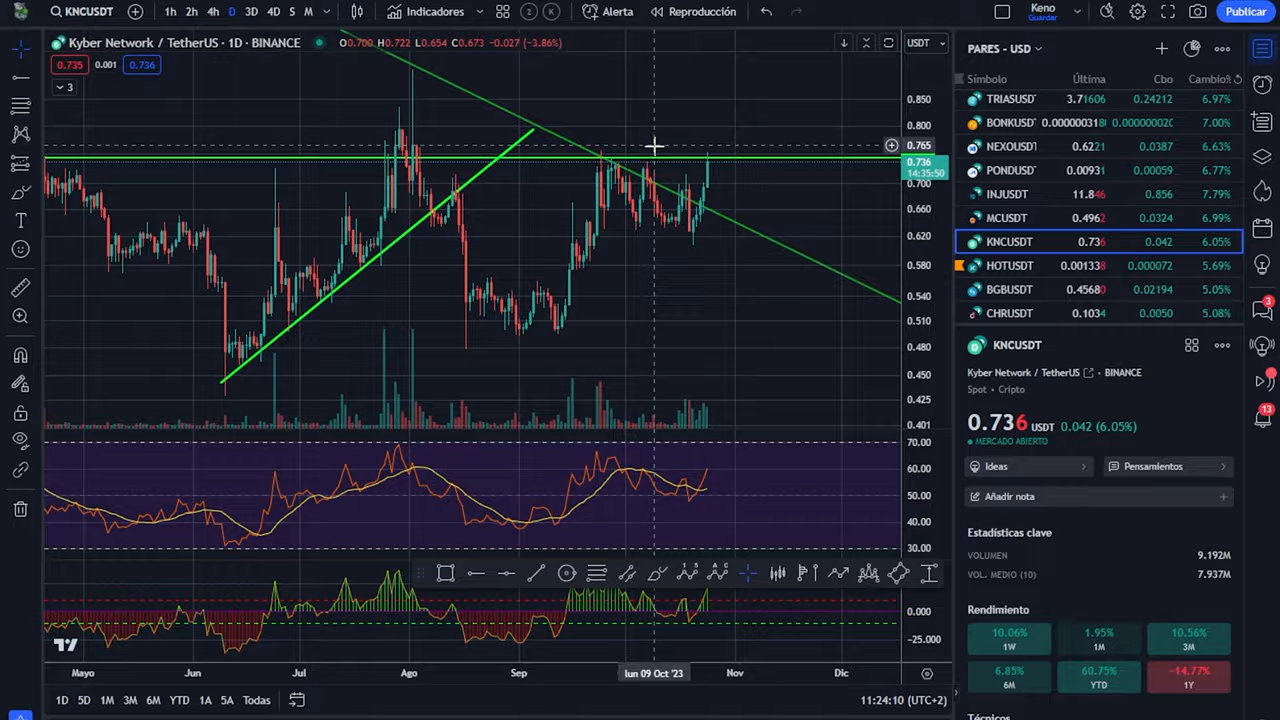 KNCUSDT 1h 2h 4h D 3D 4D S M Indicadores 2 K Alerta Reproducción Keno Guardar Publicar
Kyber Network / TetherUS · 1D · BINANCE O0.700 H0.722 L0.654 C0.673 -0.027 (-3.86%) USDT
0.735 0.001 0.736
3
0.850
0.800
0.765
0.736
14:35:50
0.700
0.660
0.620
0.580
0.540
0.510
0.480
0.450
0.425
0.401
70.00
60.00
50.00
40.00
30.00
0.000
-25.000
Mayo Jun Jul Ago Sep lun 09 Oct '23 Nov Dic
1D 5D 1M 3M 6M YTD 1A 5A Todas 11:24:10 (UTC+2)
PARES - USD
Símbolo Última Cbo Cambio%
TRIASUSDT 3.71606 0.24212 6.97%
BONKUSDT 0.0000000318 0.00000002C 7.00%
NEXOUSDT 0.6221 0.0387 6.63%
PONDUSDT 0.00931 0.00059 6.77%
INJUSDT 11.846 0.856 7.79%
MCUSDT 0.4962 0.0324 6.99%
KNCUSDT 0.736 0.042 6.05%
HOTUSDT 0.001338 0.000072 5.69%
BGBUSDT 0.45680 0.02194 5.05%
CHRUSDT 0.1034 0.0050 5.08%
KNCUSDT
Kyber Network / TetherUS · BINANCE
Spot · Cripto
0.736 USDT 0.042 (6.05%)
MERCADO ABIERTO
Ideas Pensamientos
Añadir nota
Estadísticas clave
VOLUMEN 9.192M
VOL. MEDIO (10) 7.937M
Rendimiento
10.06% 1.95% 10.56%
1W 1M 3M
6.85% 60.75% -14.77%
6M YTD 1Y
Técnicos
3
13